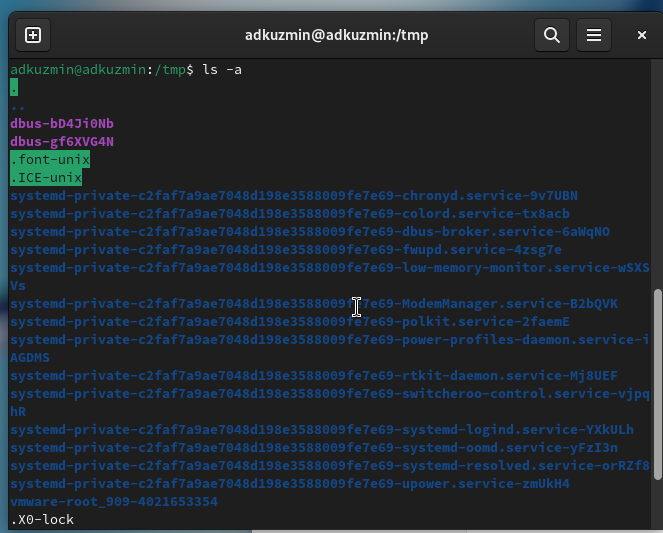 adkuzmin@adkuzmin:/tmp
adkuzmin@adkuzmin:/tmp$ ls -a
.
..
dbus-bD4Ji0Nb
dbus-gf6XVG4N
.font-unix
.ICE-unix
systemd-private-c2faf7a9ae7048d198e3588009fe7e69-chronyd.service-9v7UBN
systemd-private-c2faf7a9ae7048d198e3588009fe7e69-colord.service-tx8acb
systemd-private-c2faf7a9ae7048d198e3588009fe7e69-dbus-broker.service-6aWqNO
systemd-private-c2faf7a9ae7048d198e3588009fe7e69-fwupd.service-4zsg7e
systemd-private-c2faf7a9ae7048d198e3588009fe7e69-low-memory-monitor.service-wSXS
Vs
systemd-private-c2faf7a9ae7048d198e3588009fe7e69-ModemManager.service-B2bQVK
systemd-private-c2faf7a9ae7048d198e3588009fe7e69-polkit.service-2faemE
systemd-private-c2faf7a9ae7048d198e3588009fe7e69-power-profiles-daemon.service-i
AGDMS
systemd-private-c2faf7a9ae7048d198e3588009fe7e69-rtkit-daemon.service-Mj8UEF
systemd-private-c2faf7a9ae7048d198e3588009fe7e69-switcheroo-control.service-vjpq
hR
systemd-private-c2faf7a9ae7048d198e3588009fe7e69-systemd-logind.service-YXkULh
systemd-private-c2faf7a9ae7048d198e3588009fe7e69-systemd-oomd.service-yFzI3n
systemd-private-c2faf7a9ae7048d198e3588009fe7e69-systemd-resolved.service-orRZf8
systemd-private-c2faf7a9ae7048d198e3588009fe7e69-upower.service-zmUkH4
vmware-root_909-4021653354
.X0-lock